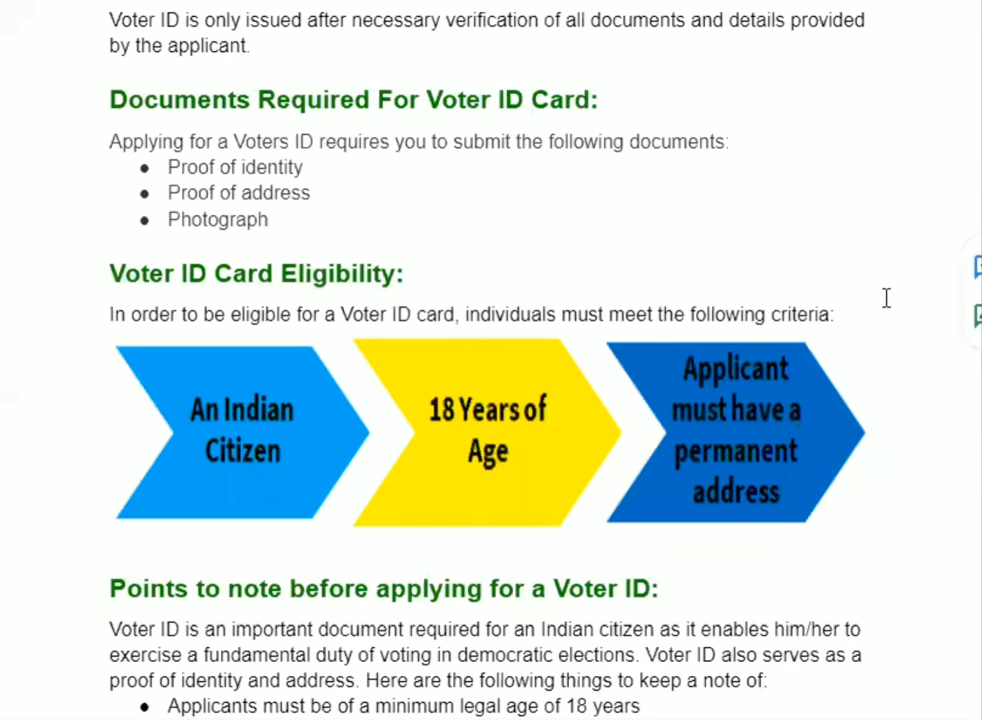 Voter ID is only issued after necessary verification of all documents and details provided
by the applicant.
Documents Required For Voter ID Card:
Applying for a Voters ID requires you to submit the following documents:
● Proof of identity
● Proof of address
● Photograph
Voter ID Card Eligibility:
In order to be eligible for a Voter ID card, individuals must meet the following criteria:
An Indian
Citizen
18 Years of
Age
Applicant
must have a
permanent
address
Points to note before applying for a Voter ID:
Voter ID is an important document required for an Indian citizen as it enables him/her to
exercise a fundamental duty of voting in democratic elections. Voter ID also serves as a
proof of identity and address. Here are the following things to keep a note of:
● Applicants must be of a minimum legal age of 18 years